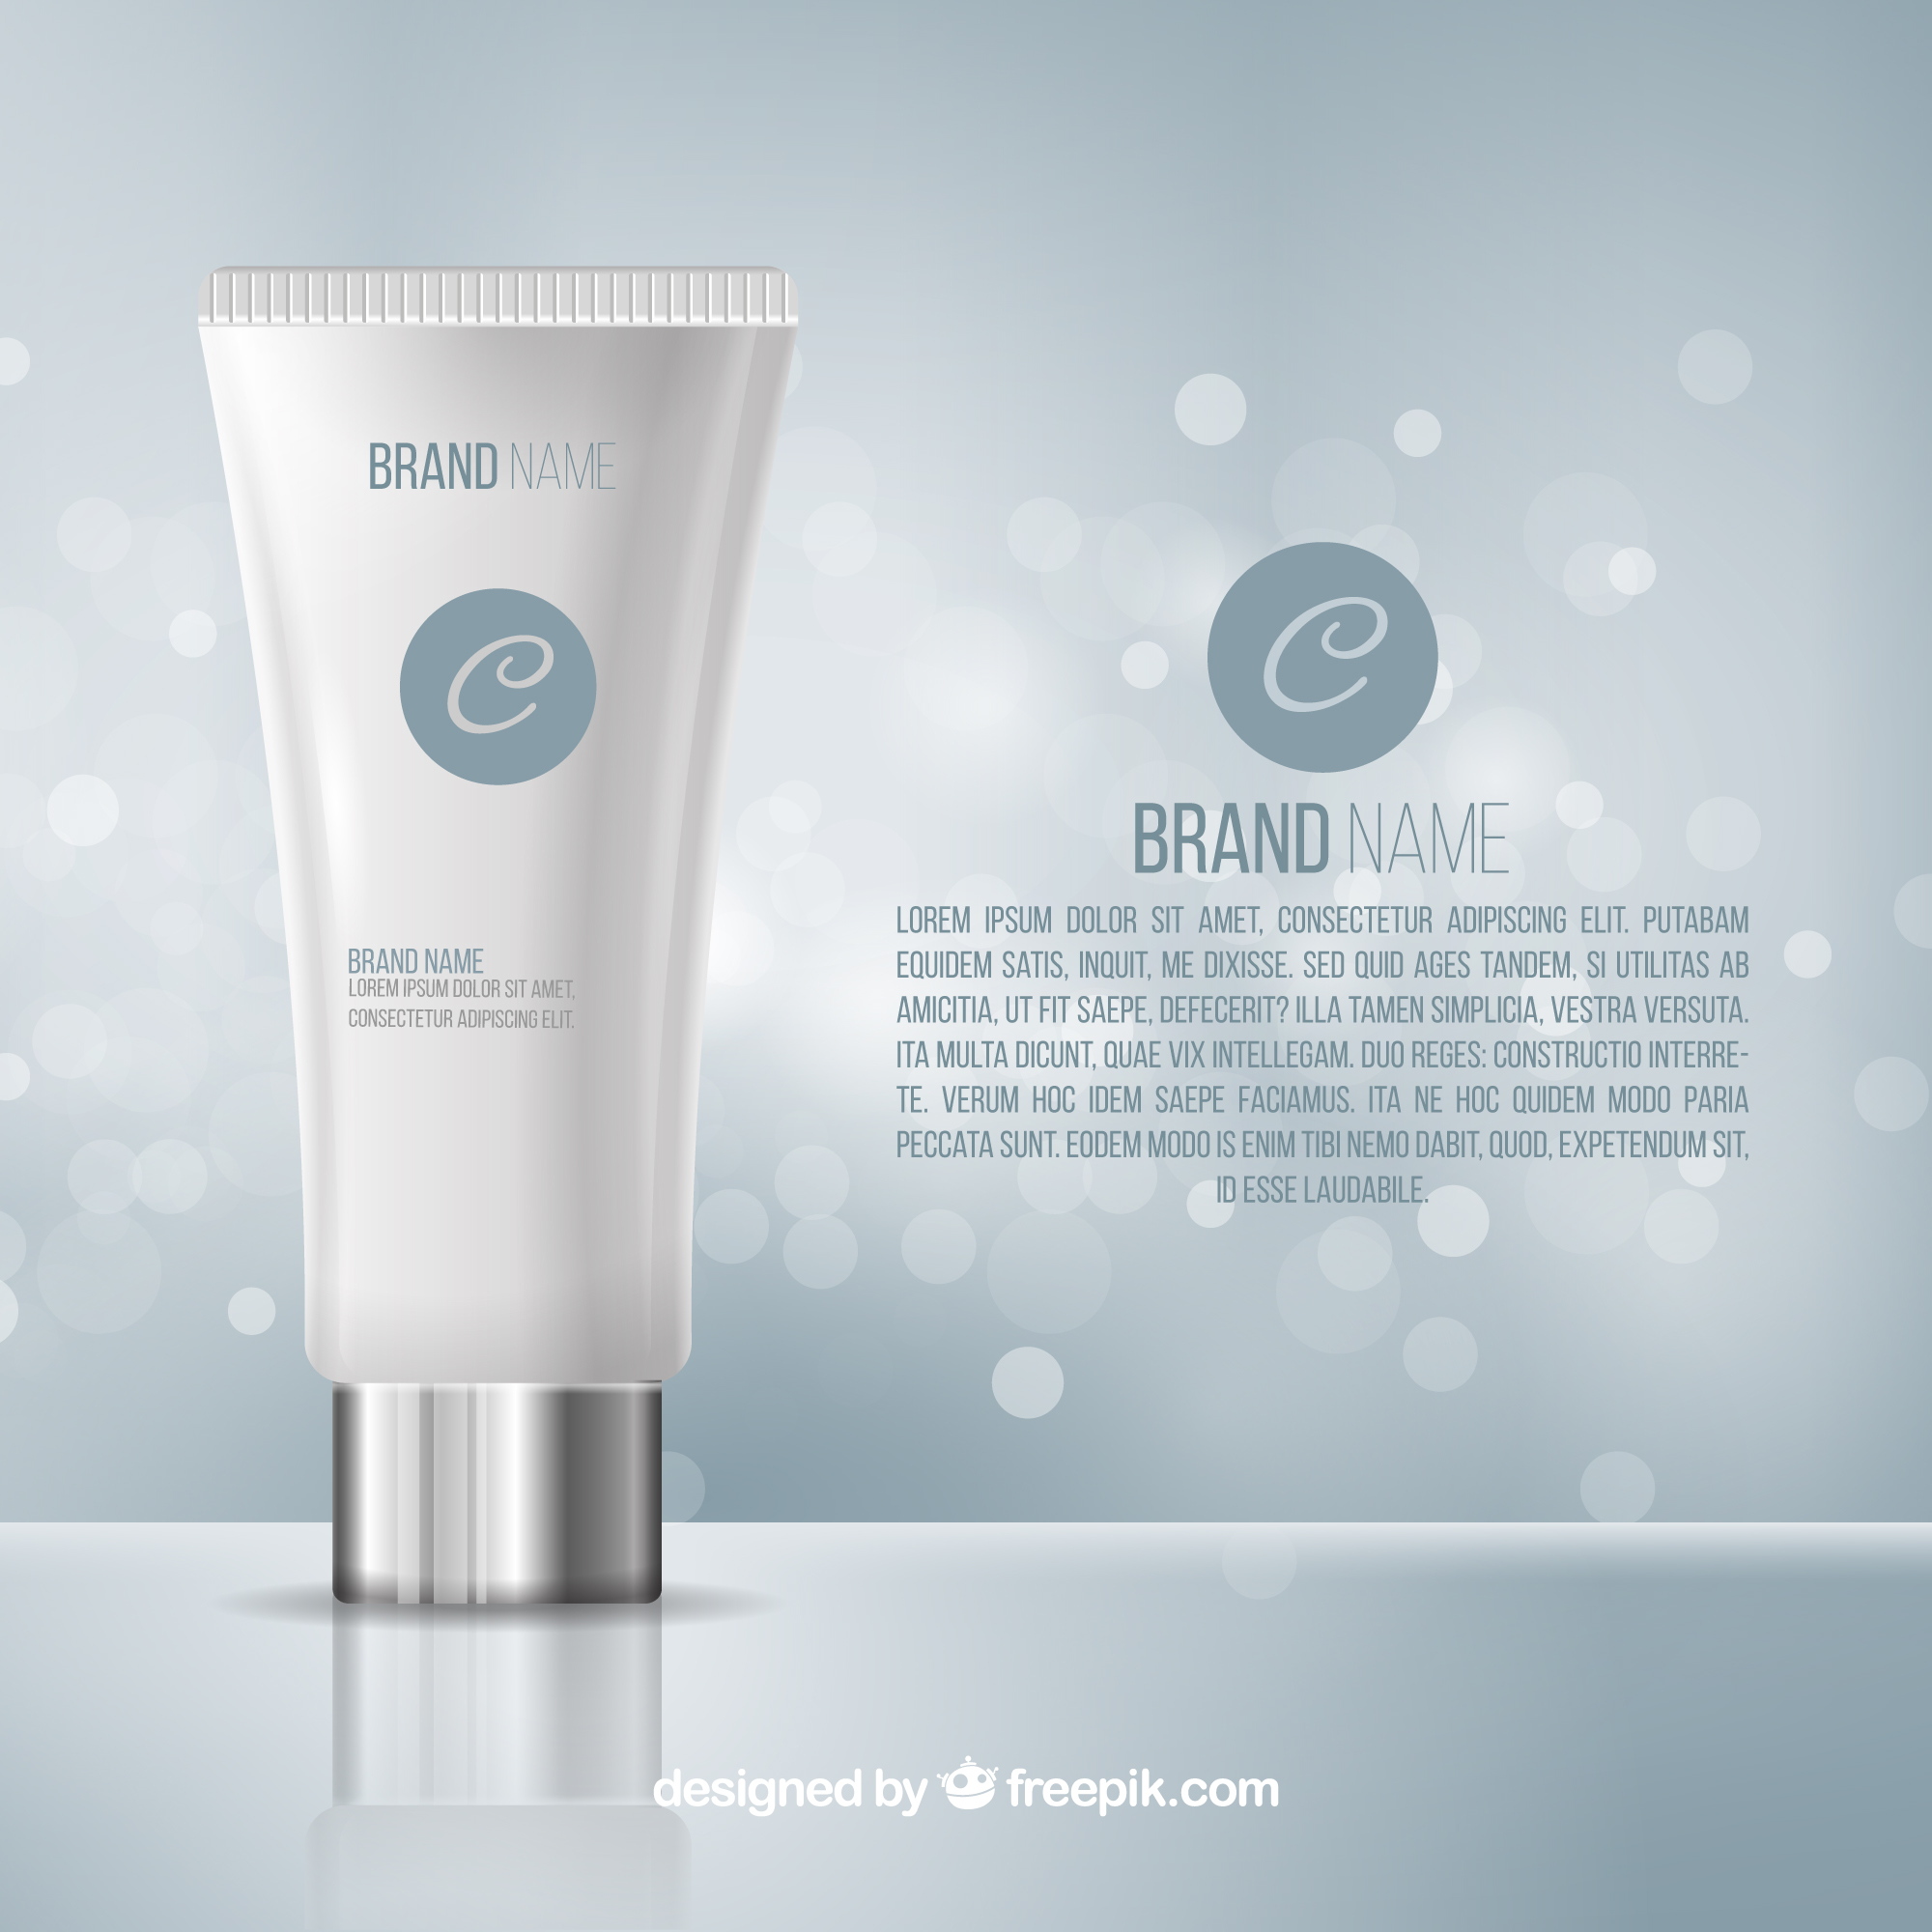 BRAND NAME
C
BRAND NAME
LOREM IPSUM DOLOR SIT AMET,
CONSECTETUR ADIPISCING ELIT.
C
BRAND NAME
LOREM IPSUM DOLOR SIT AMET, CONSECTETUR ADIPISCING ELIT. PUTABAM
EQUIDEM SATIS, INQUIT, ME DIXISSE. SED QUID AGES TANDEM, SI UTILITAS AB
AMICITIA, UT FIT SAEPE, DEFECERIT? ILLA TAMEN SIMPLICIA, VESTRA VERSUTA.
ITA MULTA DICUNT, QUAE VIX INTELLEGAM. DUO REGES: CONSTRUCTIO INTERRE-
TE. VERUM HOC IDEM SAEPE FACIAMUS. ITA NE HOC QUIDEM MODO PARIA
PECCATA SUNT. EODEM MODO IS ENIM TIBI NEMO DABIT, QUOD, EXPETENDUM SIT,
ID ESSE LAUDABILE.
designed by freepik.com